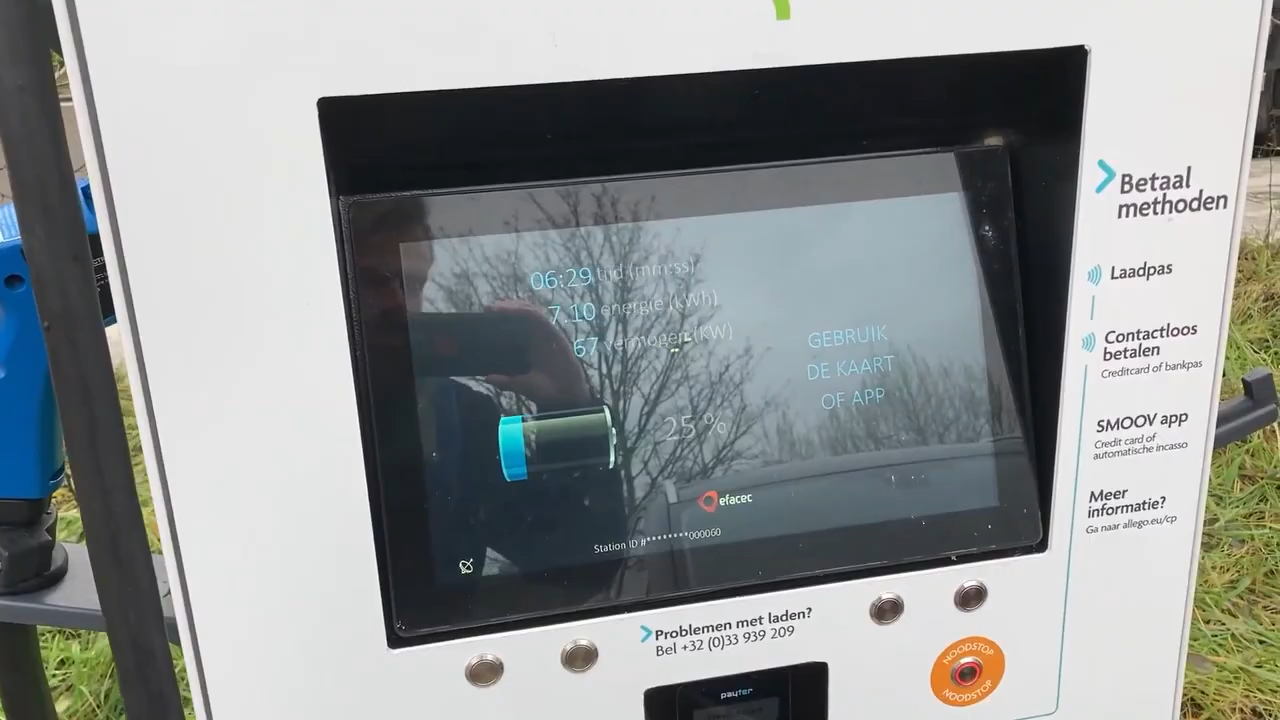 06:29 tijd (mm:ss)
7.10 energie (kWh)
67 vermogen (KW)
25 %
GEBRUIK
DE KAART
OF APP
efacec
Station ID #********000060
Betaal
methoden
Laadpas
Contactloos
betalen
Creditcard of bankpas
SMOOV app
Credit card of
automatische incasso
Meer
informatie?
Ga naar allego.eu/cp
Problemen met laden?
Bel +32 (0)33 939 209
NOODSTOP
NOODSTOP
payter